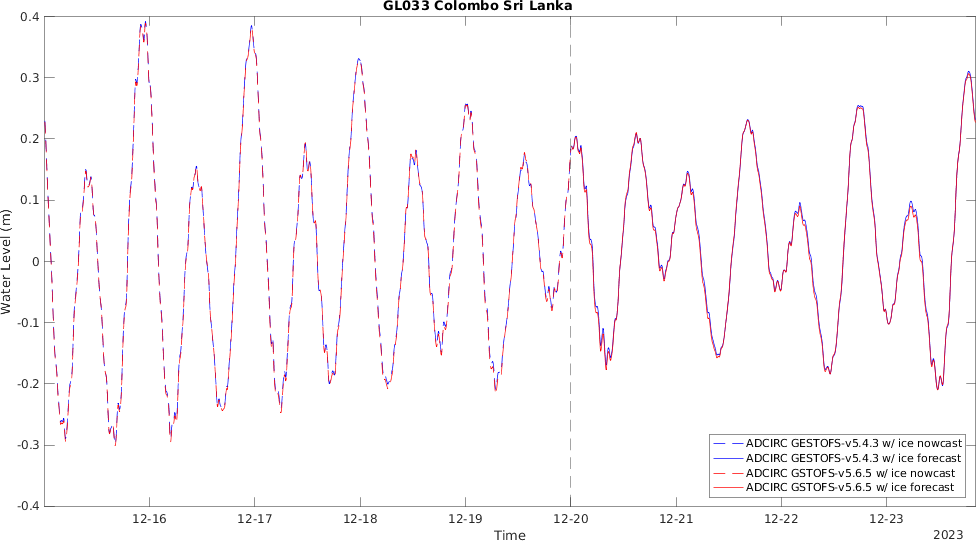 GL033 Colombo Sri Lanka
Water Level (m)
0.4
0.3
0.2
0.1
0
-0.1
-0.2
-0.3
-0.4
ADCIRC GESTOFS-v5.4.3 w/ ice nowcast
ADCIRC GESTOFS-v5.4.3 w/ ice forecast
ADCIRC GSTOFS-v5.6.5 w/ ice nowcast
ADCIRC GSTOFS-v5.6.5 w/ ice forecast
12-16
12-17
12-18
12-19
12-20
12-21
12-22
12-23
Time
2023